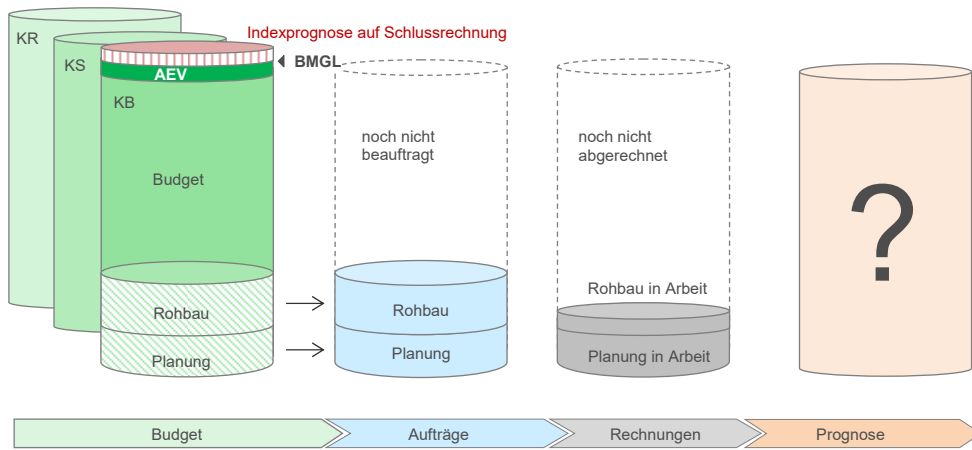 KR
KS
Indexprognose auf Schlussrechnung
BMGL
AEV
KB
Budget
noch nicht
beauftragt
noch nicht
abgerechnet
?
Rohbau
Planung
Rohbau
Planung
Rohbau in Arbeit
Planung in Arbeit
Budget
Aufträge
Rechnungen
Prognose